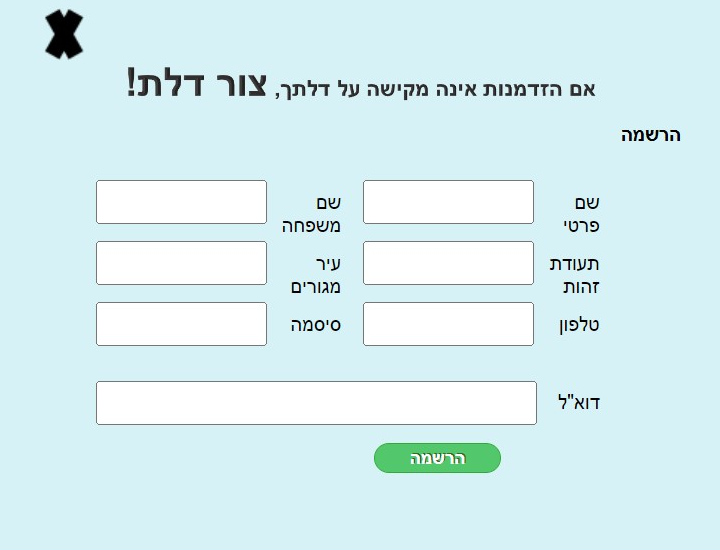 אם הזדמנות אינה מקישה על דלתך, צור דלת!
הרשמה
שם פרטי
שם משפחה
תעודת זהות
עיר מגורים
טלפון
סיסמה
דוא"ל
הרשמה